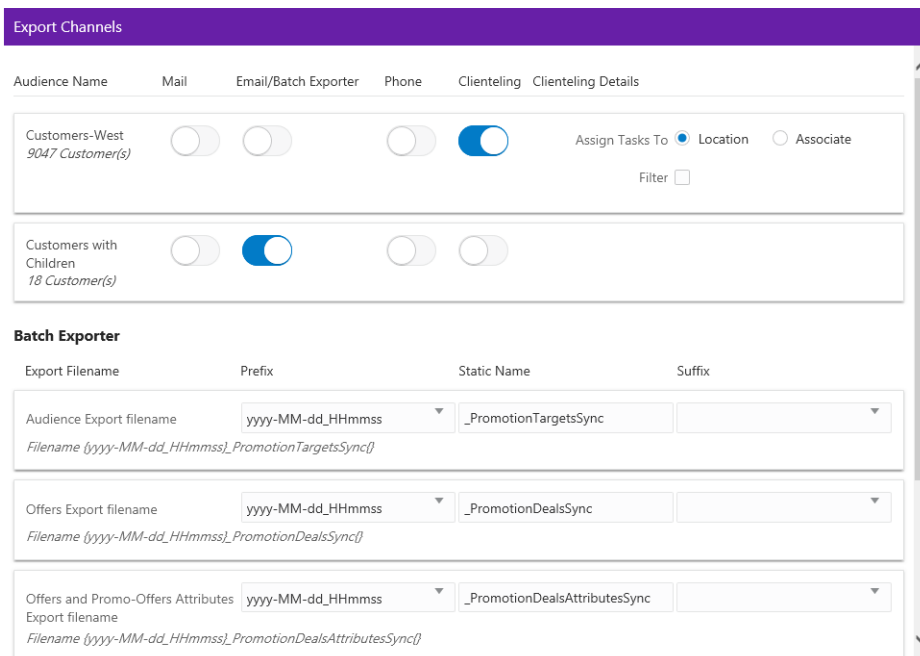 Export Channels
Audience Name Mail Email/Batch Exporter Phone Clienteling Clienteling Details
Customers-West
9047 Customer(s)
Assign Tasks To Location Associate
Filter
Customers with
Children
18 Customer(s)
Batch Exporter
Export Filename Prefix Static Name Suffix
Audience Export filename yyyy-MM-dd_HHmmss _PromotionTargetsSync
Filename {yyyy-MM-dd_HHmmss}_PromotionTargetsSync{}
Offers Export filename yyyy-MM-dd_HHmmss _PromotionDealsSync
Filename {yyyy-MM-dd_HHmmss}_PromotionDealsSync{}
Offers and Promo-Offers Attributes yyyy-MM-dd_HHmmss _PromotionDealsAttributesSync
Export filename
Filename {yyyy-MM-dd_HHmmss}_PromotionDealsAttributesSync{}